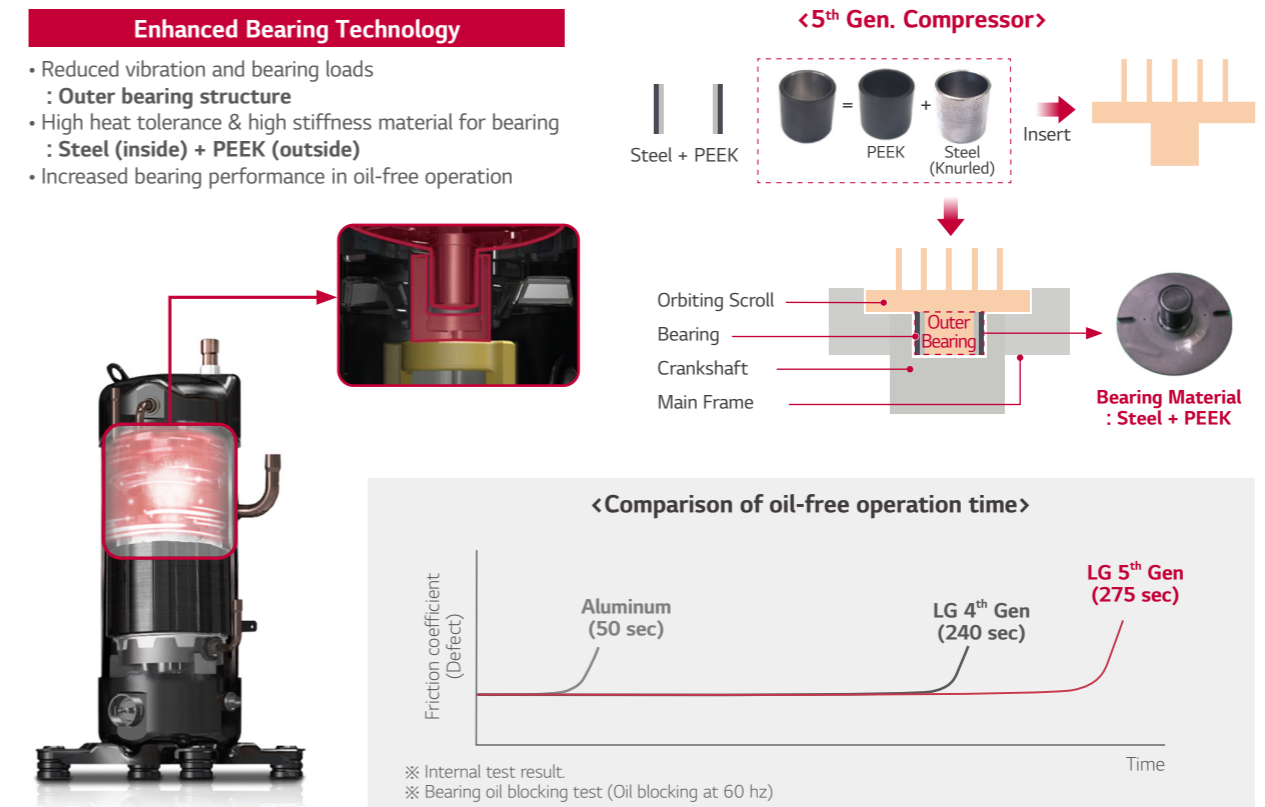 Enhanced Bearing Technology
• Reduced vibration and bearing loads
: Outer bearing structure
• High heat tolerance & high stiffness material for bearing
: Steel (inside) + PEEK (outside)
• Increased bearing performance in oil-free operation
<5th Gen. Compressor>
Steel + PEEK
=
+
PEEK
Steel
(Knurled)
Insert
Orbiting Scroll
Bearing
Crankshaft
Main Frame
Outer
Bearing
Bearing Material
: Steel + PEEK
<Comparison of oil-free operation time>
Friction coefficient
(Defect)
Aluminum
(50 sec)
LG 4th Gen
(240 sec)
LG 5th Gen
(275 sec)
Time
※ Internal test result.
※ Bearing oil blocking test (Oil blocking at 60 hz)